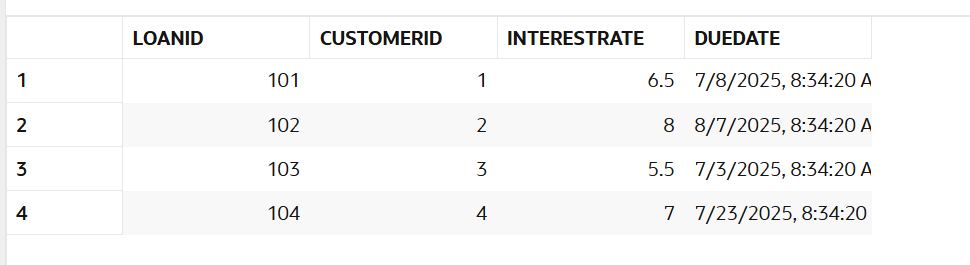 LOANID CUSTOMERID INTERESTRATE DUEDATE
1 101 1 6.5 7/8/2025, 8:34:20 A
2 102 2 8 8/7/2025, 8:34:20 A
3 103 3 5.5 7/3/2025, 8:34:20 A
4 104 4 7 7/23/2025, 8:34:20